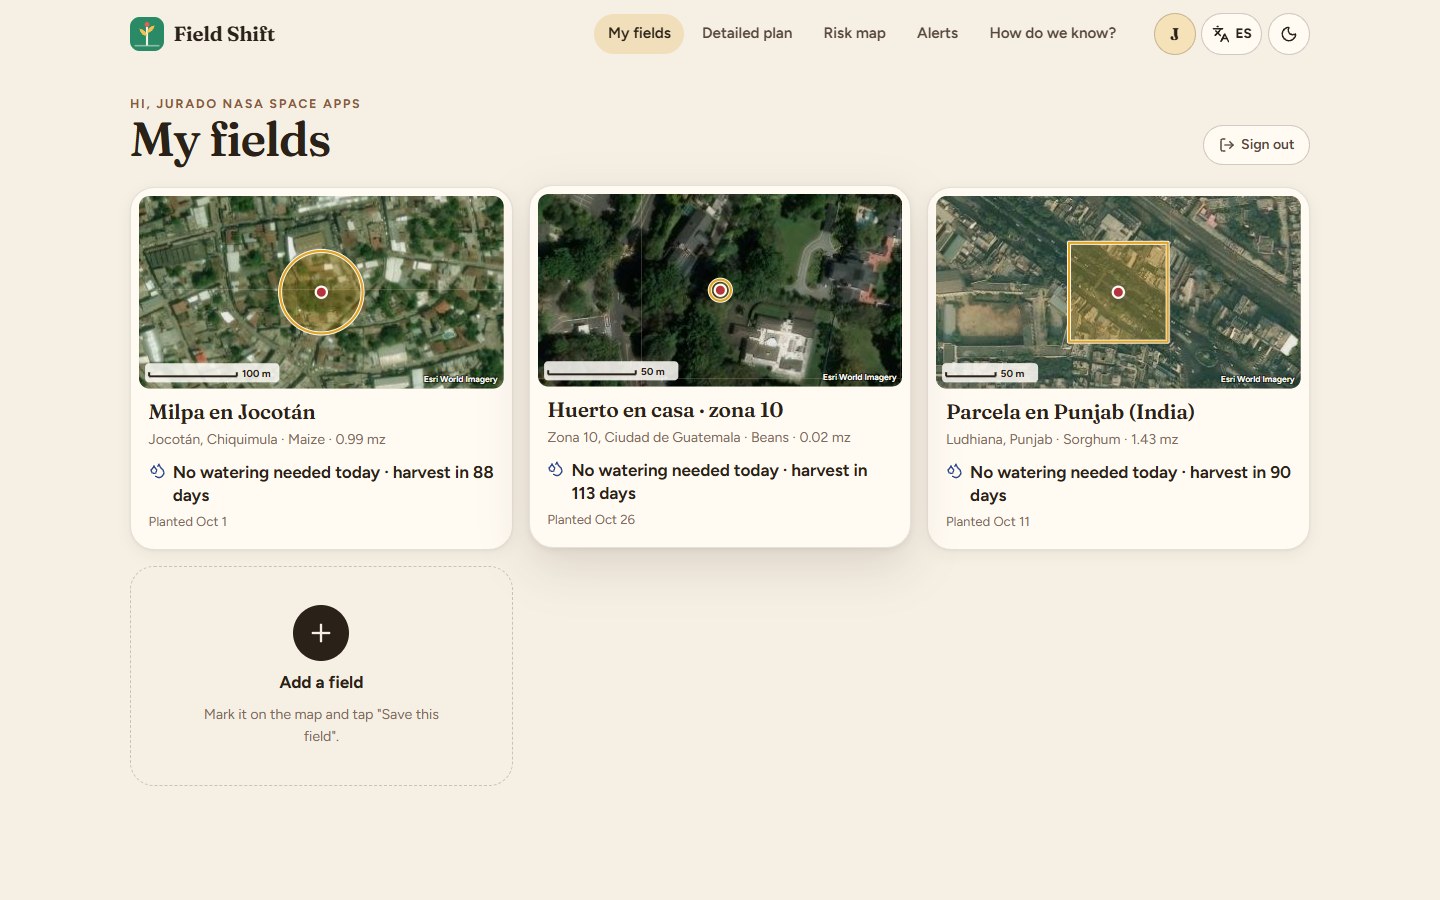 Field Shift
My fields
Detailed plan
Risk map
Alerts
How do we know?
J
ES
HI, JURADO NASA SPACE APPS
My fields
Sign out
100 m
Esri World Imagery
Milpa en Jocotán
Jocotán, Chiquimula · Maize · 0.99 mz
No watering needed today · harvest in 88
days
Planted Oct 1
50 m
Esri World Imagery
Huerto en casa · zona 10
Zona 10, Ciudad de Guatemala · Beans · 0.02 mz
No watering needed today · harvest in
113 days
Planted Oct 26
50 m
Esri World Imagery
Parcela en Punjab (India)
Ludhiana, Punjab · Sorghum · 1.43 mz
No watering needed today · harvest in 90
days
Planted Oct 11
Add a field
Mark it on the map and tap "Save this
field".